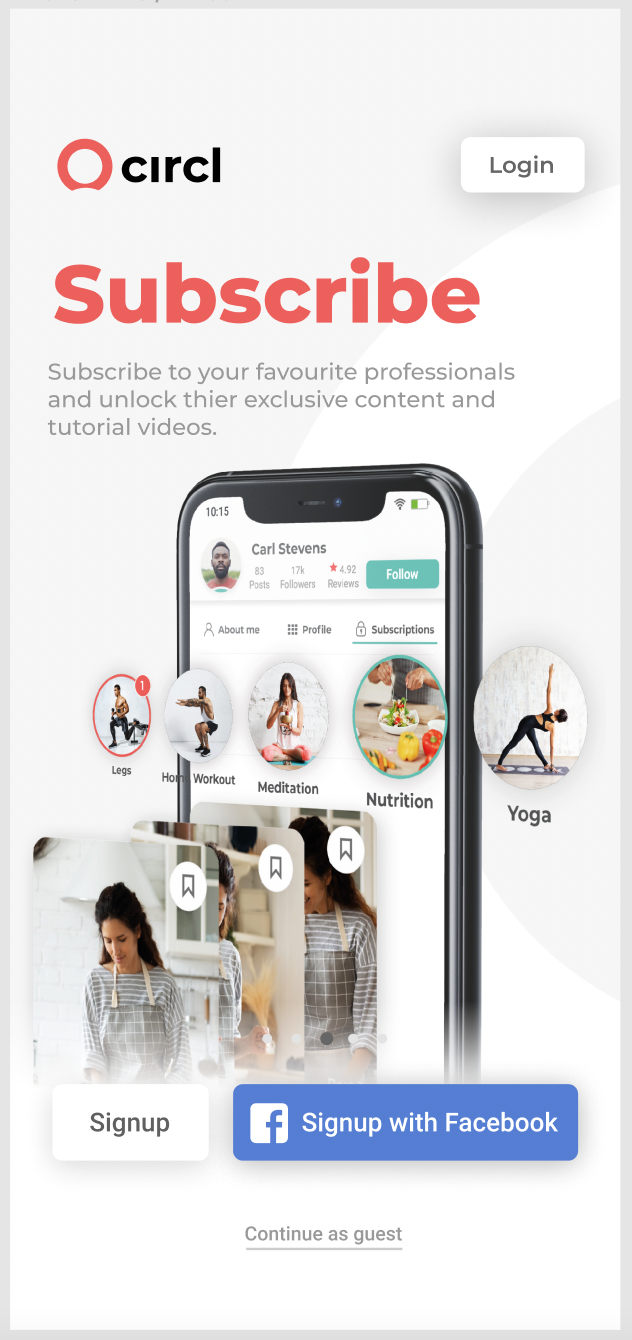 cırcl
Login
Subscribe
Subscribe to your favourite professionals
and unlock thier exclusive content and
tutorial videos.
10:15
Carl Stevens
83 17k 4.92
Posts Followers Reviews
Follow
About me Profile Subscriptions
1
Legs
Workout
Meditation
Nutrition
Yoga
Signup
Signup with Facebook
Continue as guest